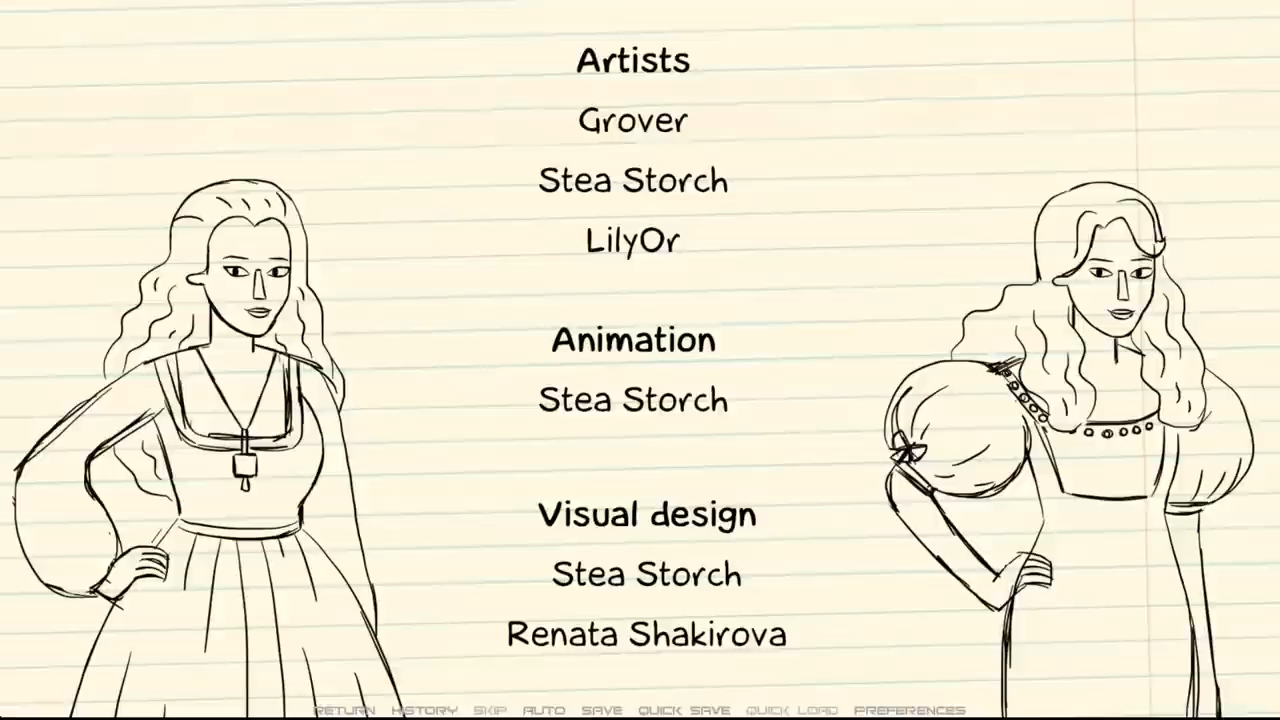 Artists
Grover
Stea Storch
LilyOr
Animation
Stea Storch
Visual design
Stea Storch
Renata Shakirova
RETURN HISTORY SKIP AUTO SAVE QUICK SAVE QUICK LOAD PREFERENCES